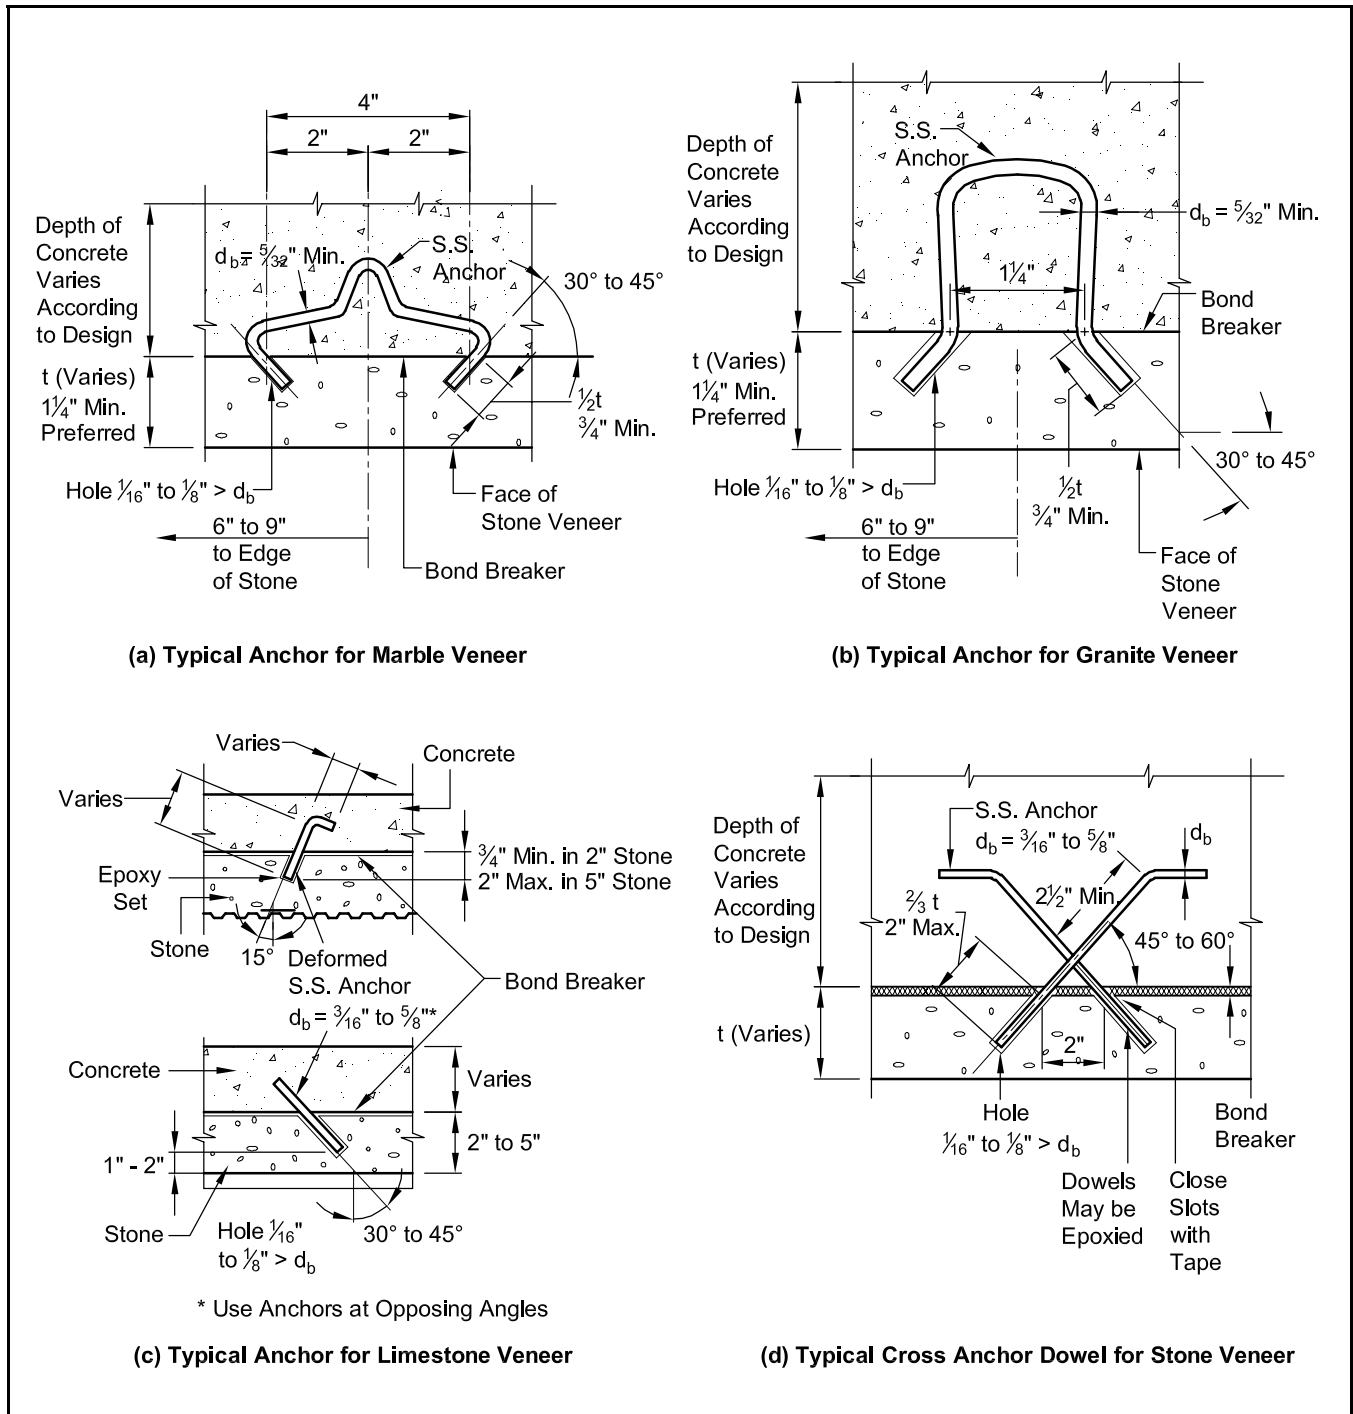 4"
2"
2"
Depth of
Concrete
Varies
According
to Design
d_b = 5/32" Min.
S.S.
Anchor
30° to 45°
t (Varies)
1 1/4" Min.
Preferred
1/2t
3/4" Min.
Hole 1/16" to 1/8" > d_b
Face of
Stone Veneer
6" to 9"
to Edge
of Stone
Bond Breaker
(a) Typical Anchor for Marble Veneer
Depth of
Concrete
Varies
According
to Design
S.S.
Anchor
d_b = 5/32" Min.
1 1/4"
Bond
Breaker
t (Varies)
1 1/4" Min.
Preferred
30° to 45°
Hole 1/16" to 1/8" > d_b
1/2t
3/4" Min.
6" to 9"
to Edge
of Stone
Face of
Stone
Veneer
(b) Typical Anchor for Granite Veneer
Varies
Concrete
Varies
3/4" Min. in 2" Stone
2" Max. in 5" Stone
Epoxy
Set
Stone
15°
Deformed
S.S. Anchor
d_b = 3/16" to 5/8"*
Bond Breaker
Concrete
Varies
2" to 5"
1" - 2"
Stone
Hole 1/16"
to 1/8" > d_b
30° to 45°
* Use Anchors at Opposing Angles
(c) Typical Anchor for Limestone Veneer
S.S. Anchor
d_b = 3/16" to 5/8"
d_b
Depth of
Concrete
Varies
According
to Design
2 1/2" Min.
2/3 t
2" Max.
45° to 60°
t (Varies)
2"
Hole
1/16" to 1/8" > d_b
Bond
Breaker
Dowels
May be
Epoxied
Close
Slots
with
Tape
(d) Typical Cross Anchor Dowel for Stone Veneer